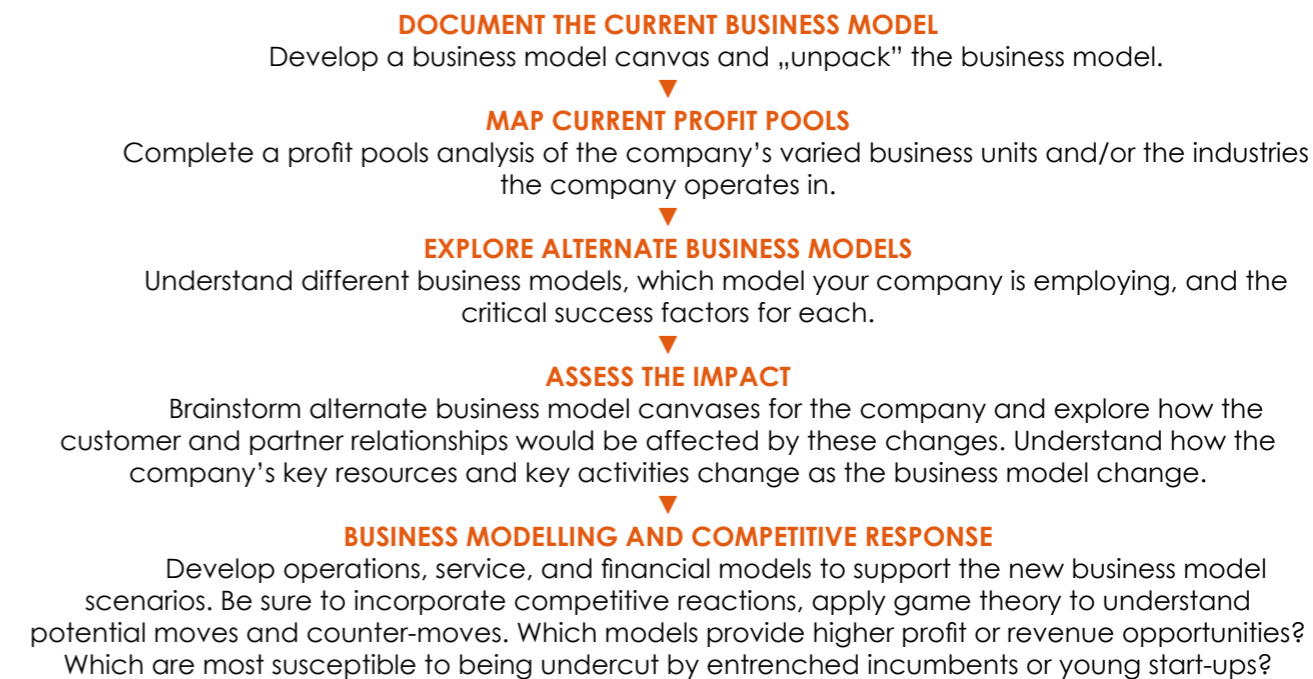 DOCUMENT THE CURRENT BUSINESS MODEL
Develop a business model canvas and „unpack” the business model.
MAP CURRENT PROFIT POOLS
Complete a profit pools analysis of the company’s varied business units and/or the industries
the company operates in.
EXPLORE ALTERNATE BUSINESS MODELS
Understand different business models, which model your company is employing, and the
critical success factors for each.
ASSESS THE IMPACT
Brainstorm alternate business model canvases for the company and explore how the
customer and partner relationships would be affected by these changes. Understand how the
company’s key resources and key activities change as the business model change.
BUSINESS MODELLING AND COMPETITIVE RESPONSE
Develop operations, service, and financial models to support the new business model
scenarios. Be sure to incorporate competitive reactions, apply game theory to understand
potential moves and counter-moves. Which models provide higher profit or revenue opportunities?
Which are most susceptible to being undercut by entrenched incumbents or young start-ups?